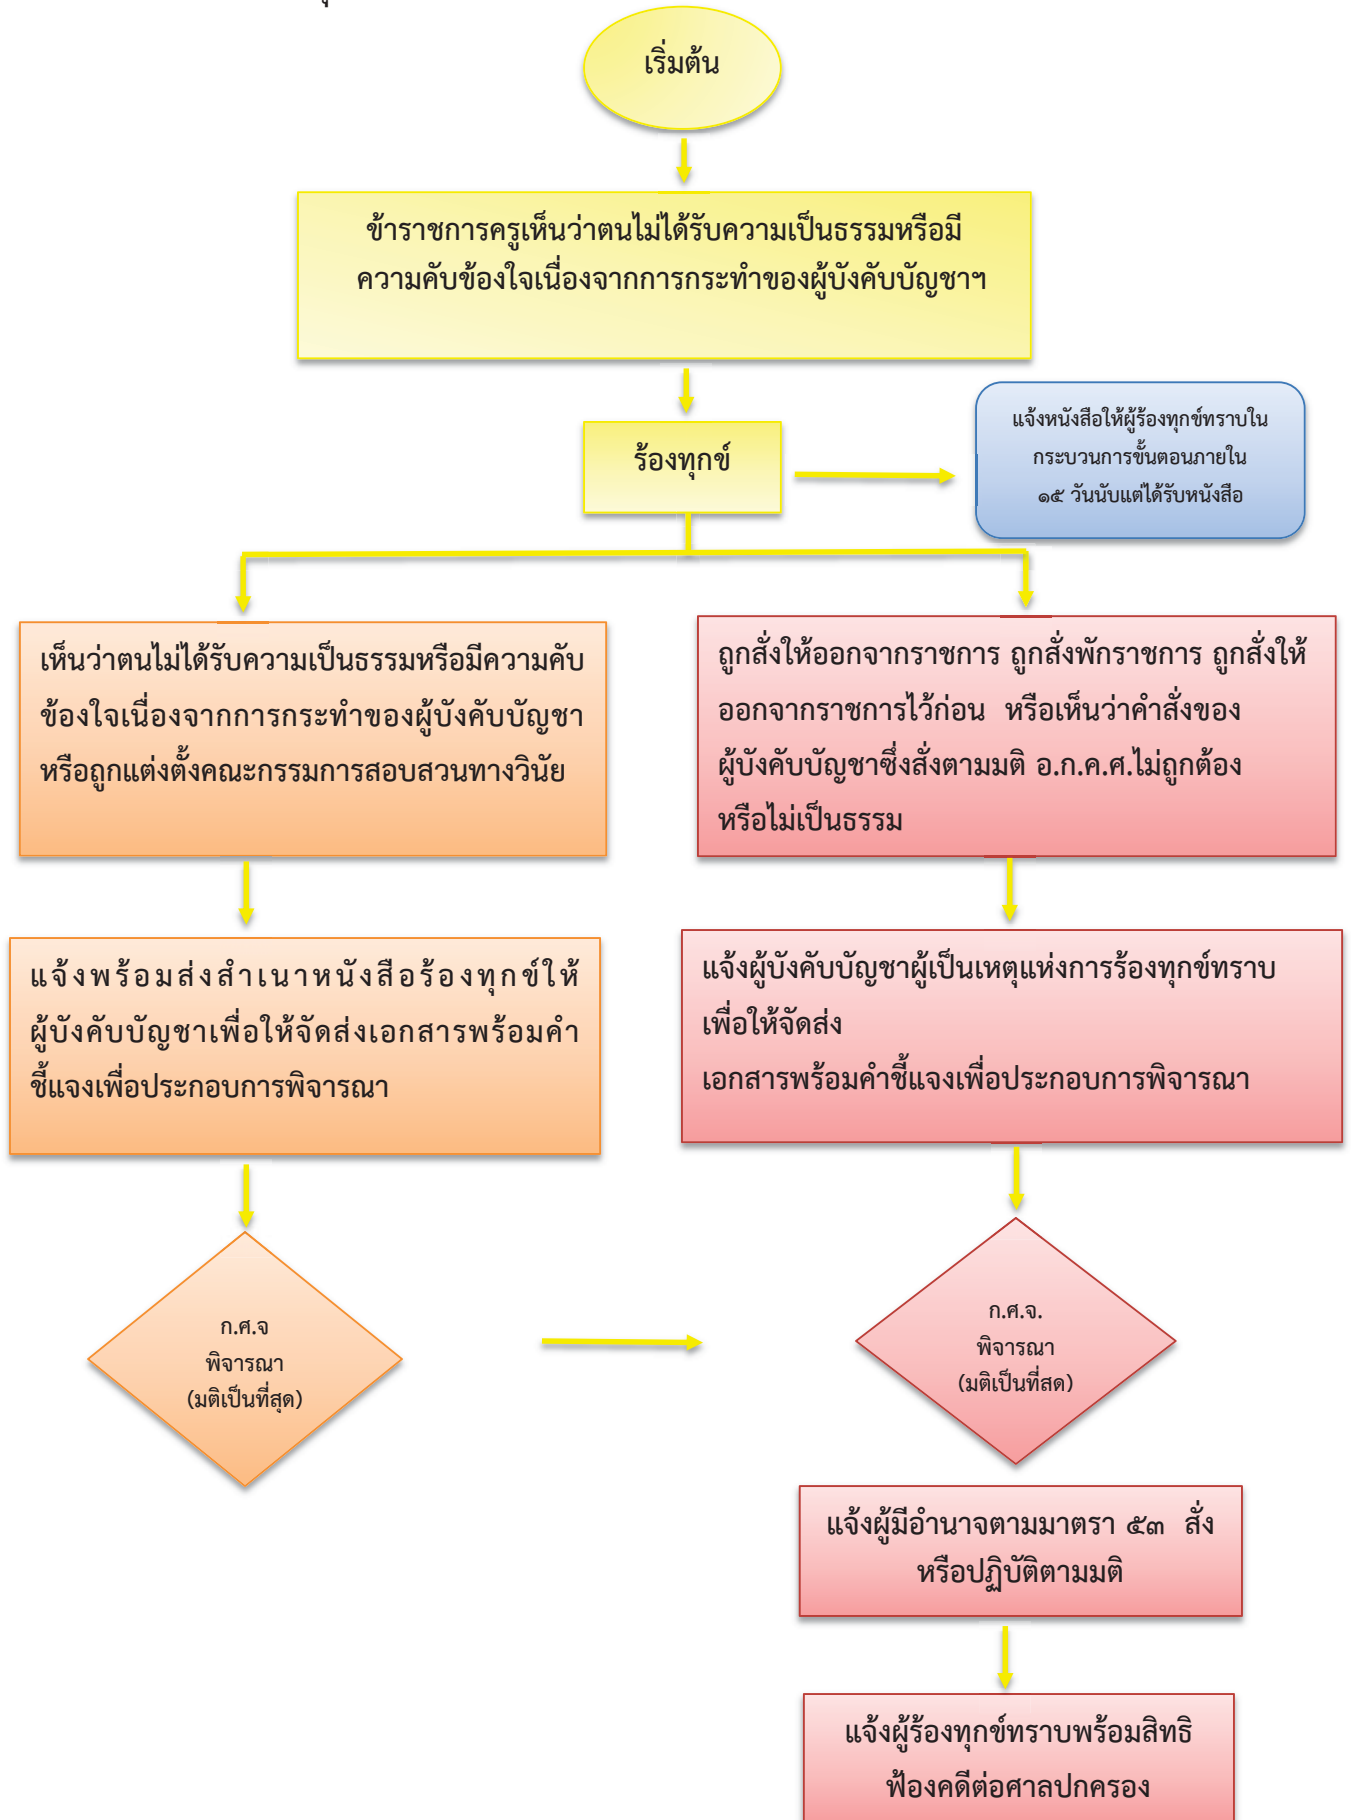 เริ่มต้น
ข้าราชการครูเห็นว่าตนไม่ได้รับความเป็นธรรมหรือมี
ความคับข้องใจเนื่องจากการกระทำของผู้บังคับบัญชาฯ
ร้องทุกข์
แจ้งหนังสือให้ผู้ร้องทุกข์ทราบใน
กระบวนการขั้นตอนภายใน
๑๕ วันนับแต่ได้รับหนังสือ
เห็นว่าตนไม่ได้รับความเป็นธรรมหรือมีความคับ
ข้องใจเนื่องจากการกระทำของผู้บังคับบัญชา
หรือถูกแต่งตั้งคณะกรรมการสอบสวนทางวินัย
ถูกสั่งให้ออกจากราชการ ถูกสั่งพักราชการ ถูกสั่งให้
ออกจากราชการไว้ก่อน หรือเห็นว่าคำสั่งของ
ผู้บังคับบัญชาซึ่งสั่งตามมติ อ.ก.ค.ศ.ไม่ถูกต้อง
หรือไม่เป็นธรรม
แจ้งพร้อมส่งสำเนาหนังสือร้องทุกข์ให้
ผู้บังคับบัญชาเพื่อให้จัดส่งเอกสารพร้อมคำ
ชี้แจงเพื่อประกอบการพิจารณา
แจ้งผู้บังคับบัญชาผู้เป็นเหตุแห่งการร้องทุกข์ทราบ
เพื่อให้จัดส่ง
เอกสารพร้อมคำชี้แจงเพื่อประกอบการพิจารณา
ก.ศ.จ
พิจารณา
(มติเป็นที่สุด)
ก.ศ.จ.
พิจารณา
(มติเป็นที่สด)
แจ้งผู้มีอำนาจตามมาตรา ๕๓ สั่ง
หรือปฏิบัติตามมติ
แจ้งผู้ร้องทุกข์ทราบพร้อมสิทธิ
ฟ้องคดีต่อศาลปกครอง